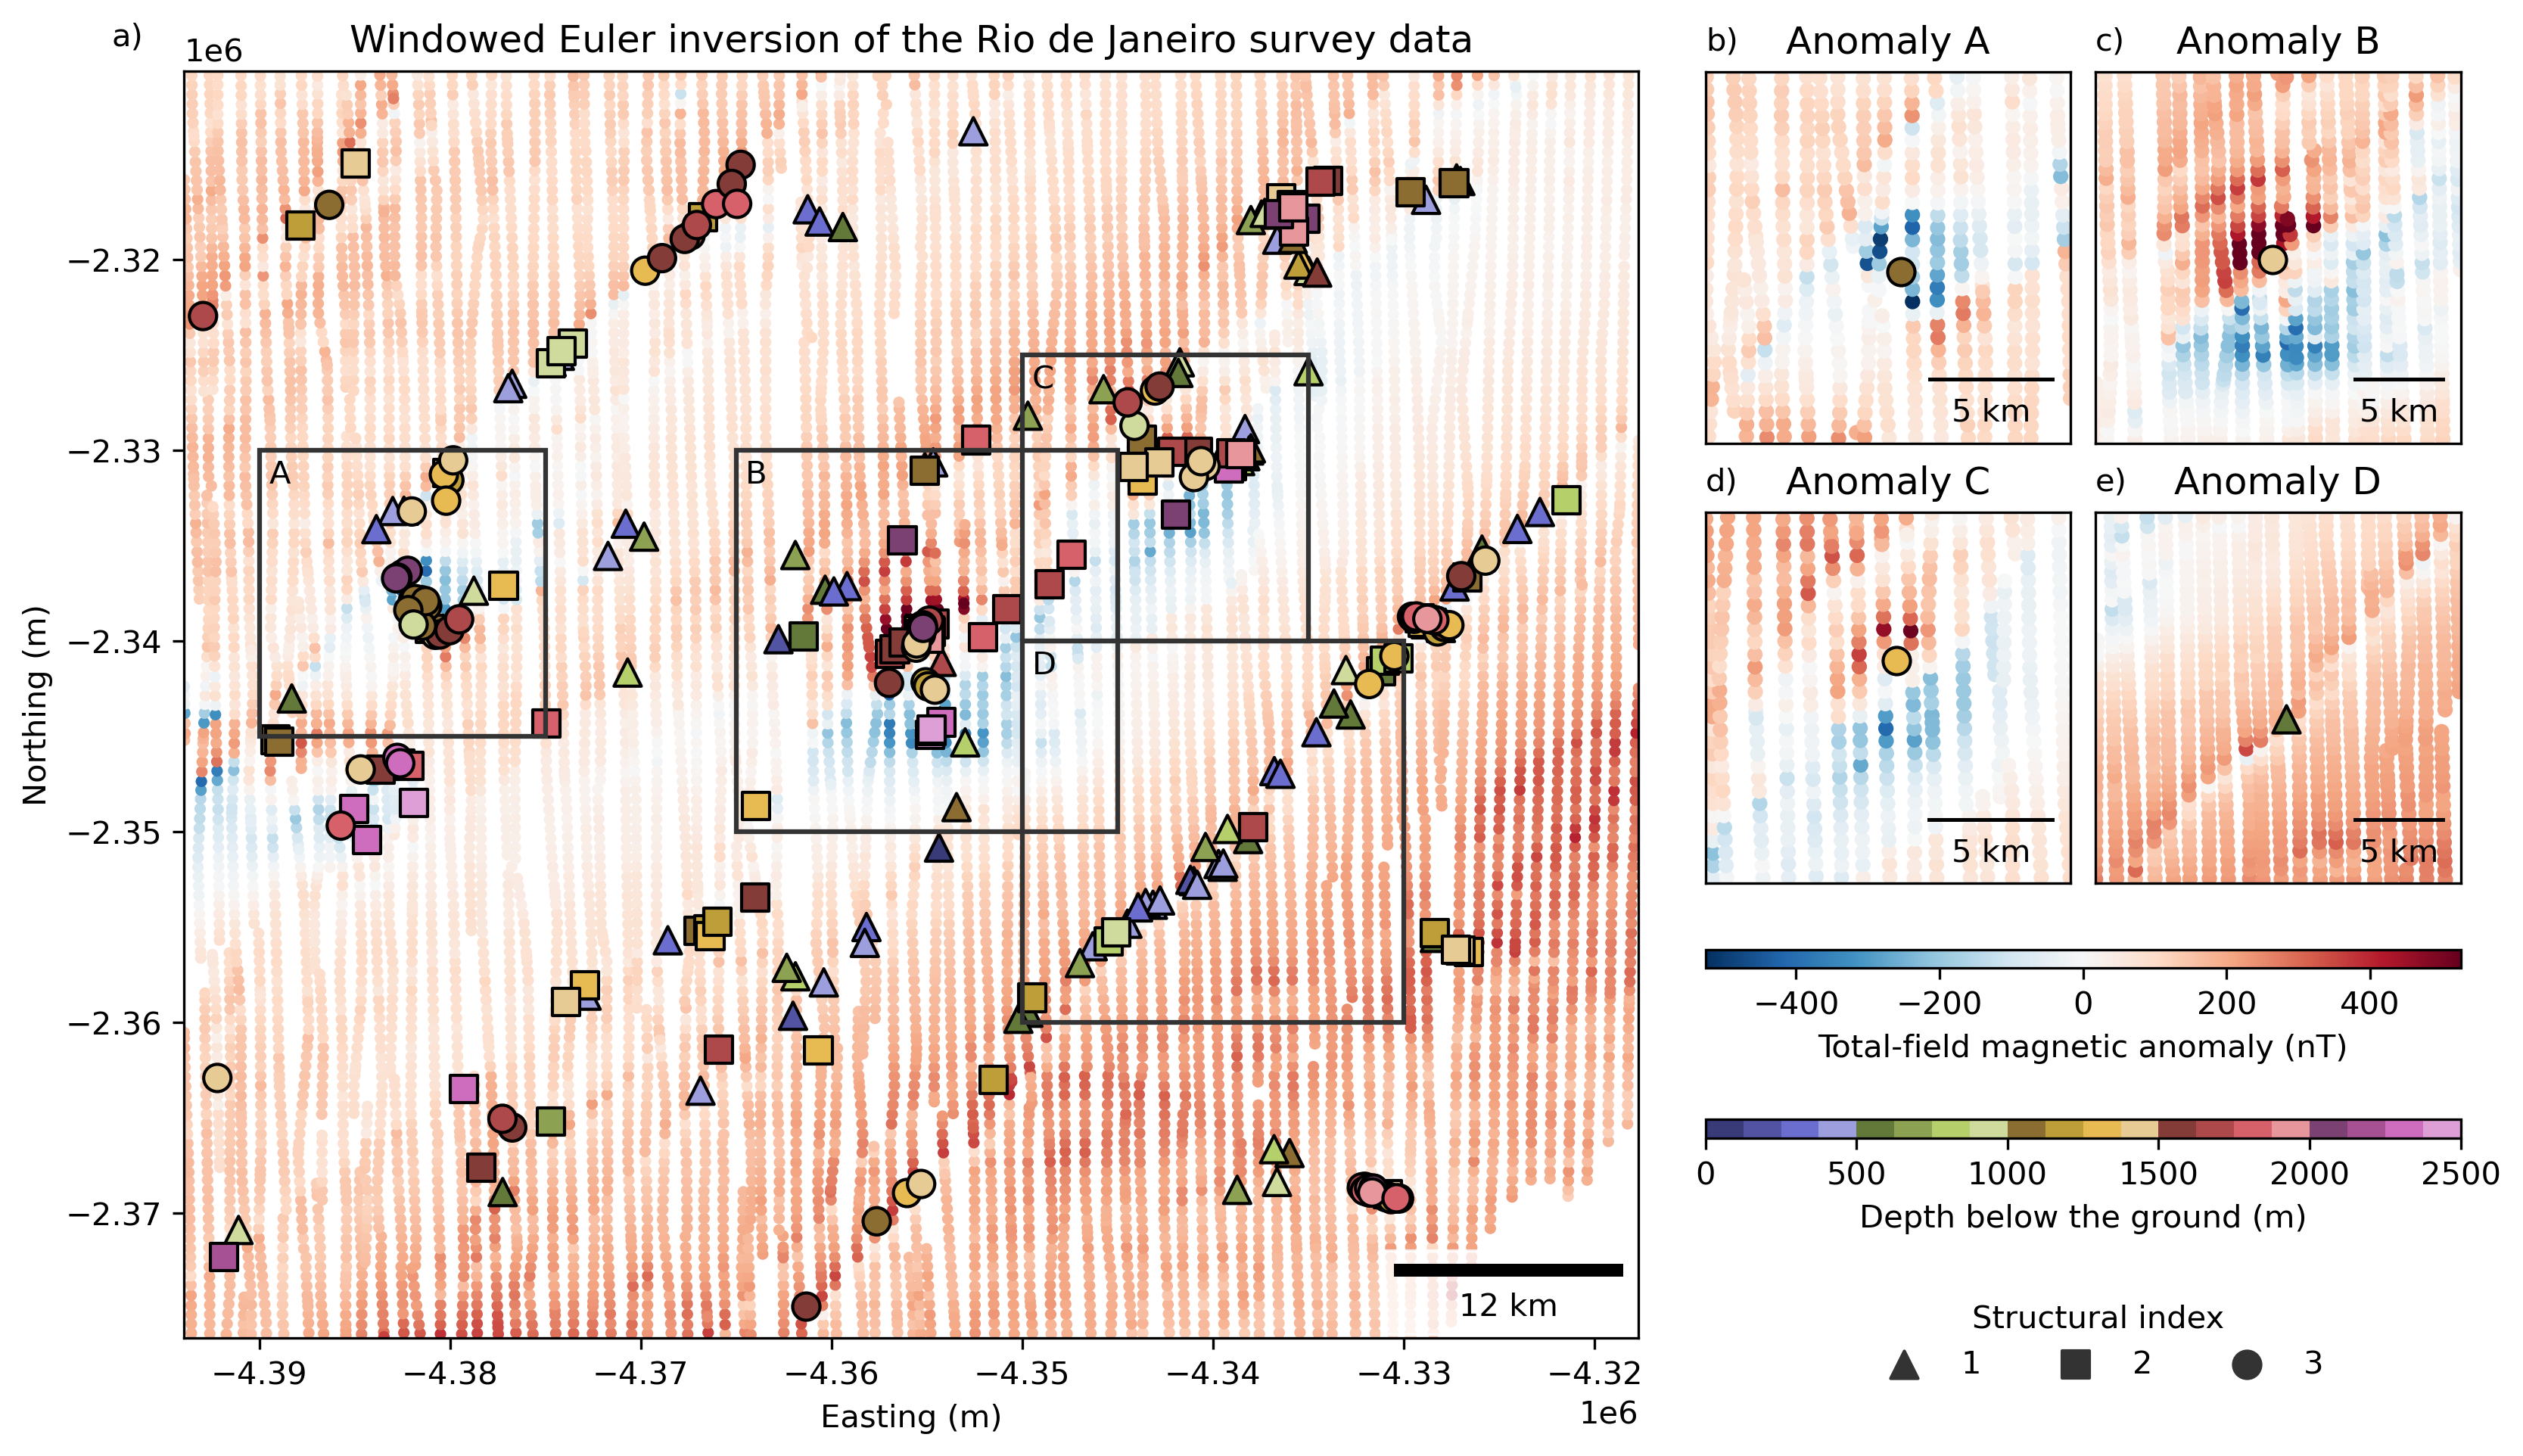 a)
1e6
Windowed Euler inversion of the Rio de Janeiro survey data
b)
Anomaly A
c)
Anomaly B
−2.32
−2.33
−2.34
−2.35
−2.36
−2.37
Northing (m)
A
B
C
D
12 km
−4.39
−4.38
−4.37
−4.36
−4.35
−4.34
−4.33
−4.32
Easting (m)
1e6
5 km
5 km
d)
Anomaly C
e)
Anomaly D
5 km
5 km
−400
−200
0
200
400
Total-field magnetic anomaly (nT)
0
500
1000
1500
2000
2500
Depth below the ground (m)
Structural index
1
2
3